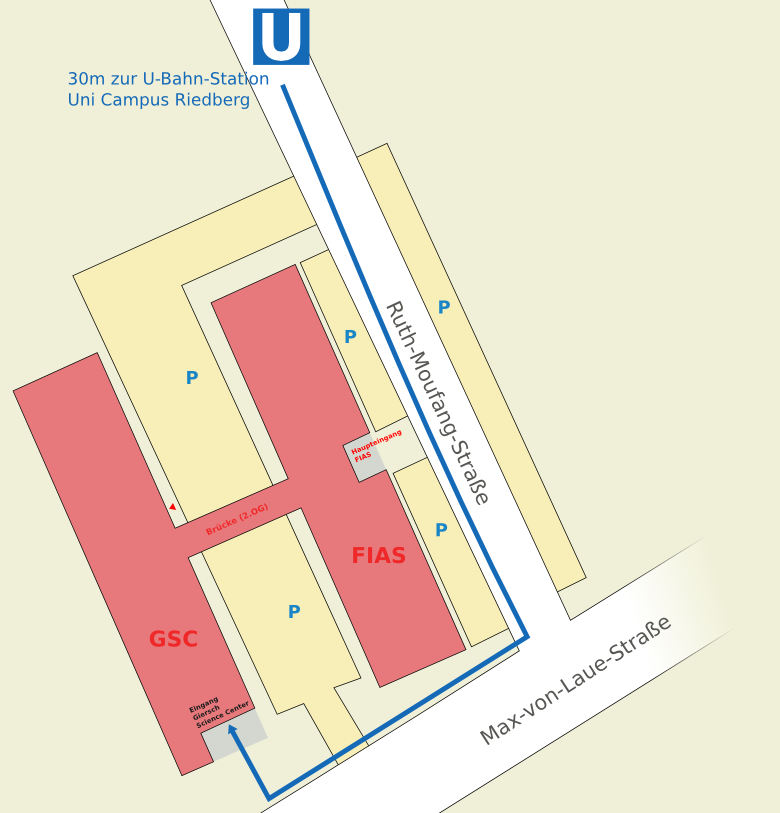 U
30m zur U-Bahn-Station
Uni Campus Riedberg
P
P
P
Ruth-Moufang-Straße
Haupteingang
FIAS
Brücke (2.OG)
P
FIAS
P
GSC
Eingang
Giersch
Science Center
Max-von-Laue-Straße